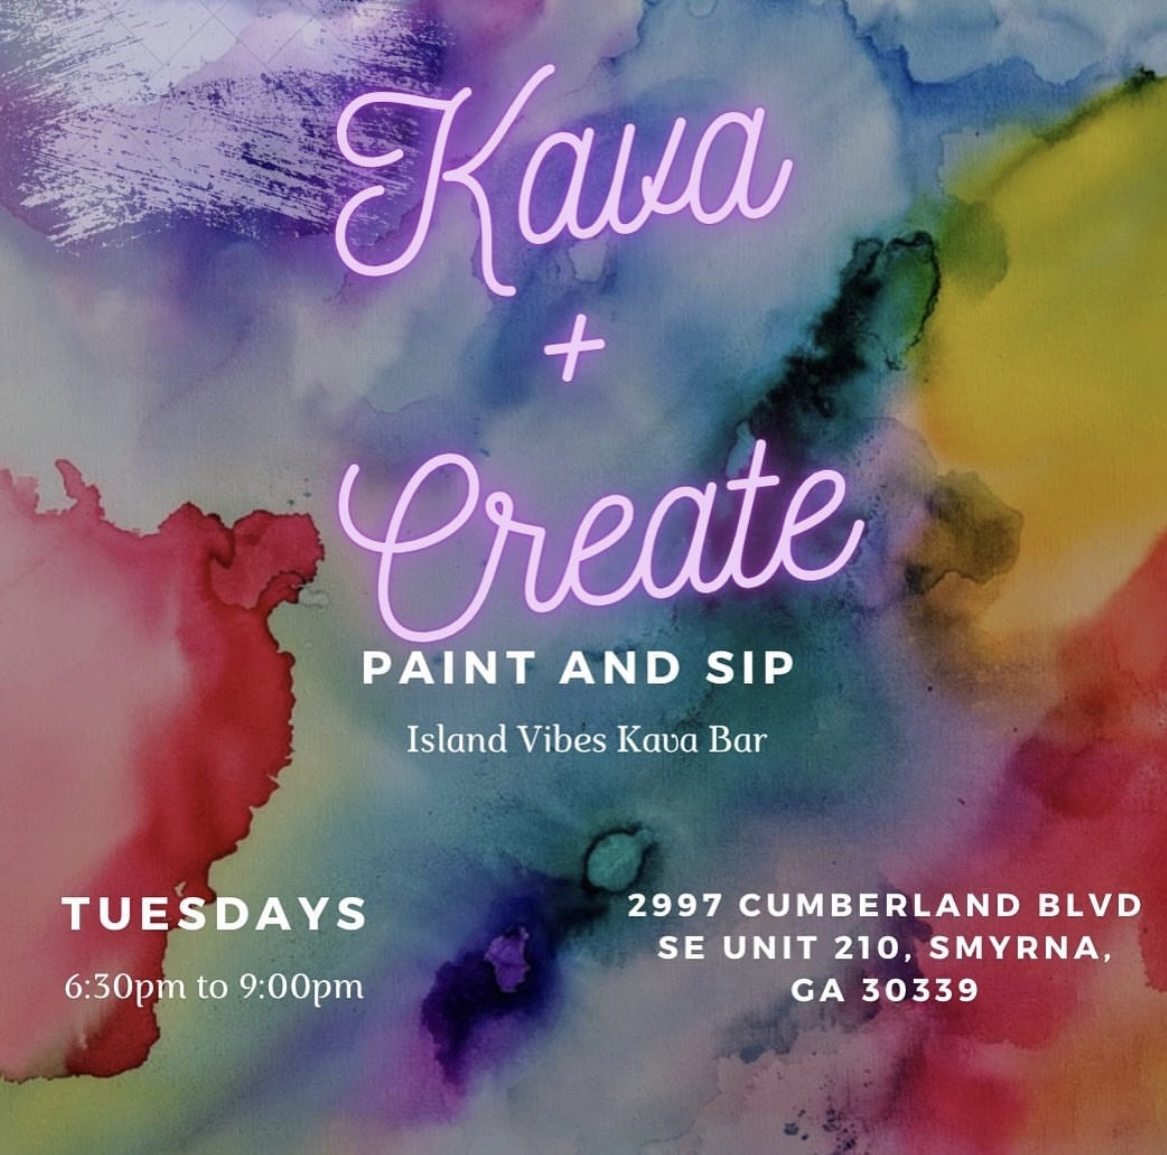 Kava
+
Create
PAINT AND SIP
Island Vibes Kava Bar
TUESDAYS
6:30pm to 9:00pm
2997 CUMBERLAND BLVD
SE UNIT 210, SMYRNA,
GA 30339